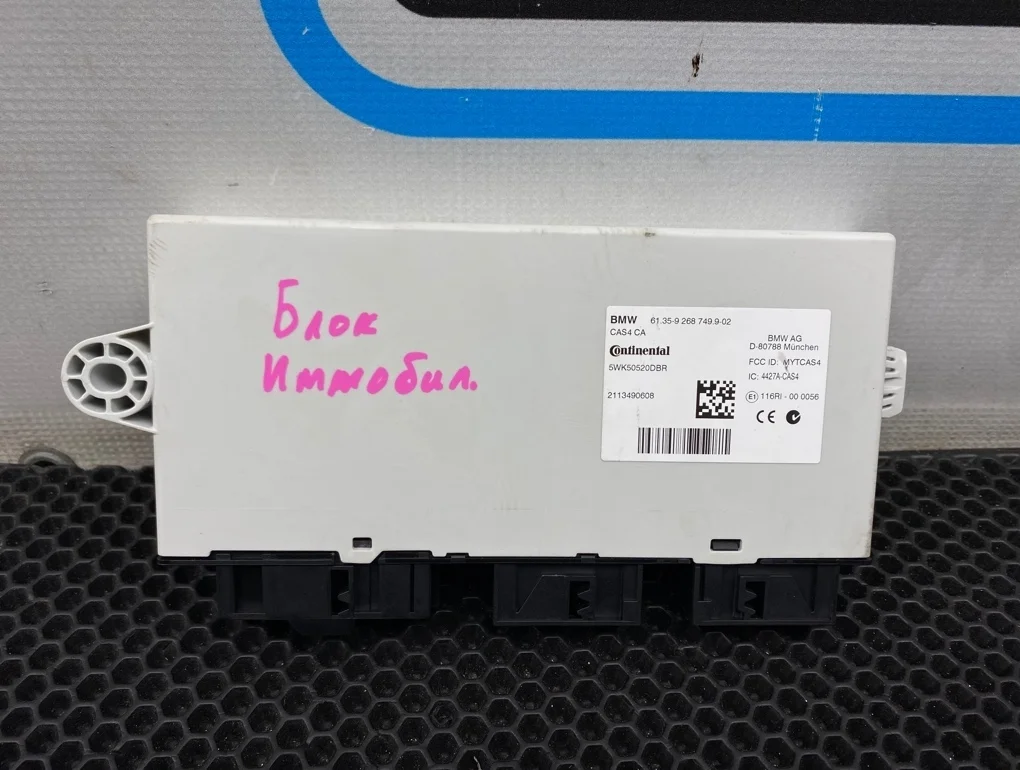 Блок
Иммобил.
BMW 61.35-9 268 749.9-02
CAS4 CA
BMW AG
D-80788 München
Continental
FCC ID: MYTCAS4
5WK50520DBR
IC: 4427A-CAS4
2113490608
E1 116RI - 00 0056
CE